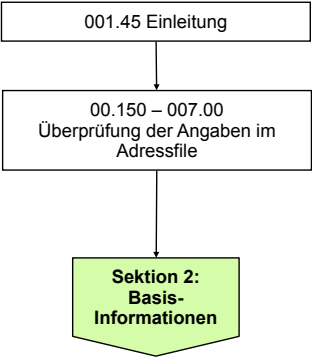 001.45 Einleitung
00.150 – 007.00
Überprüfung der Angaben im
Adressfile
Sektion 2:
Basis-
Informationen